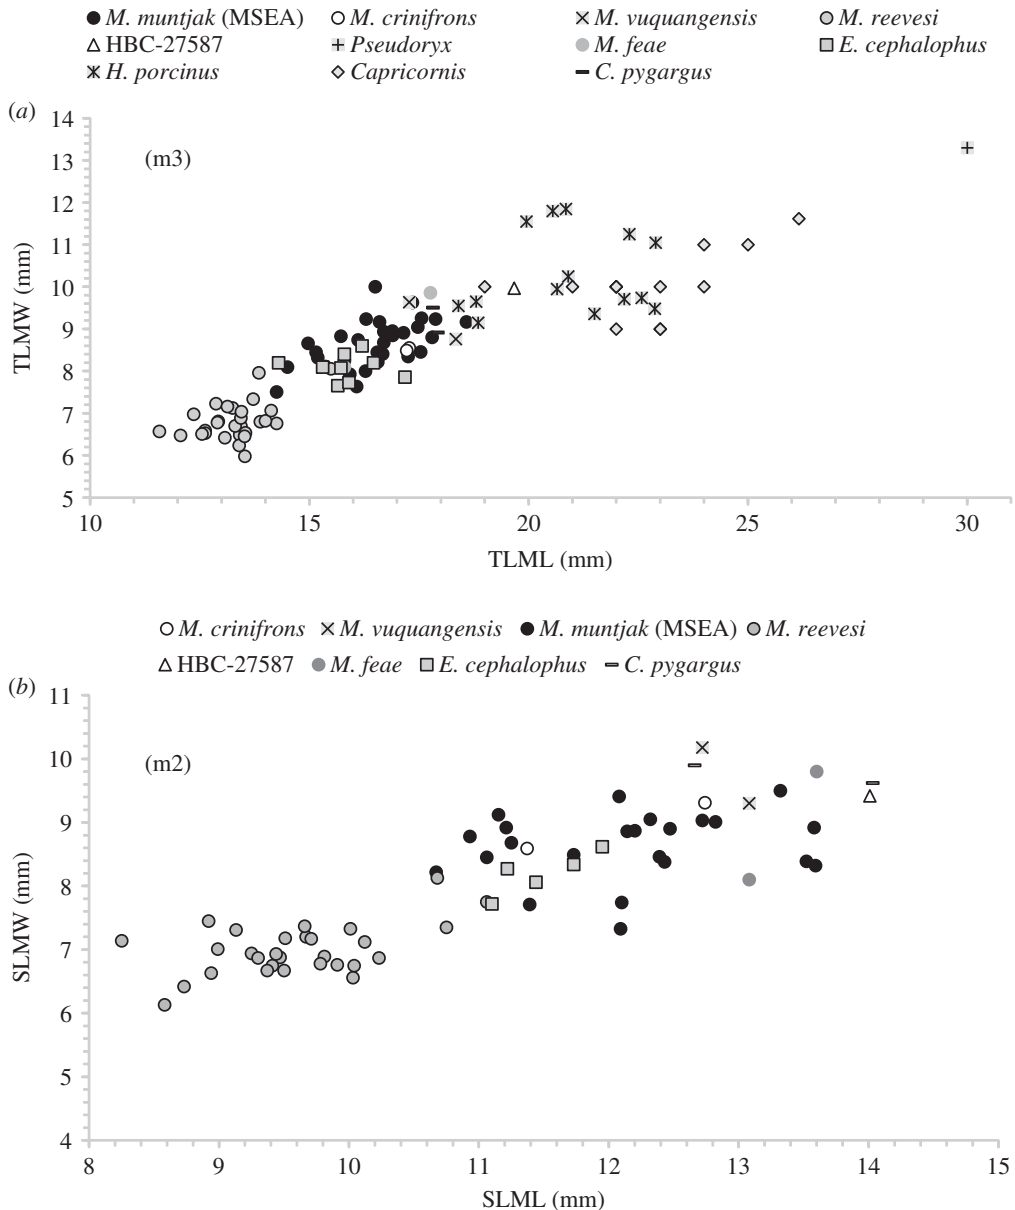 M. muntjak (MSEA) M. crinifrons M. vuquangensis M. reevesi
HBC-27587 Pseudoryx M. feae E. cephalophus
H. porcinus Capricornis C. pygargus
(a)
14
(m3)
13
12
11
10
9
8
7
6
5
TLMW (mm)
10 15 20 25 30
TLML (mm)
M. crinifrons M. vuquangensis M. muntjak (MSEA) M. reevesi
HBC-27587 M. feae E. cephalophus C. pygargus
(b)
11
10
(m2)
9
8
7
6
5
4
SLMW (mm)
8 9 10 11 12 13 14 15
SLML (mm)